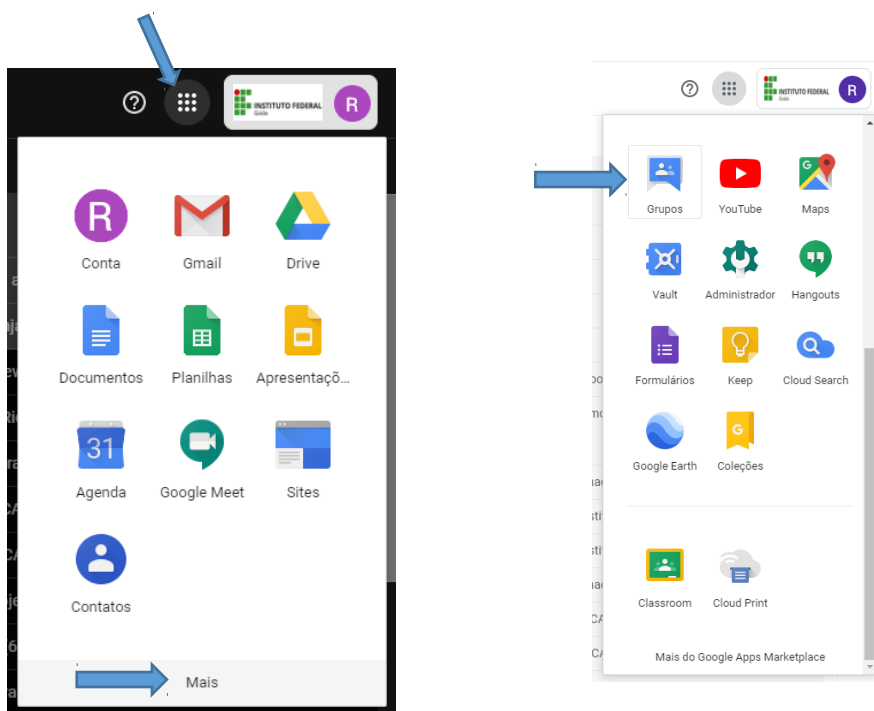 INSTITUTO FEDERAL
Goiás
R
R
Conta
Gmail
Drive
Documentos
Planilhas
Apresentaçõ...
31
Agenda
Google Meet
Sites
Contatos
Mais
INSTITUTO FEDERAL
Goiás
R
G
Grupos
YouTube
Maps
Vault
Administrador
Hangouts
Formulários
Keep
Cloud Search
G
Google Earth
Coleções
Classroom
Cloud Print
Mais do Google Apps Marketplace